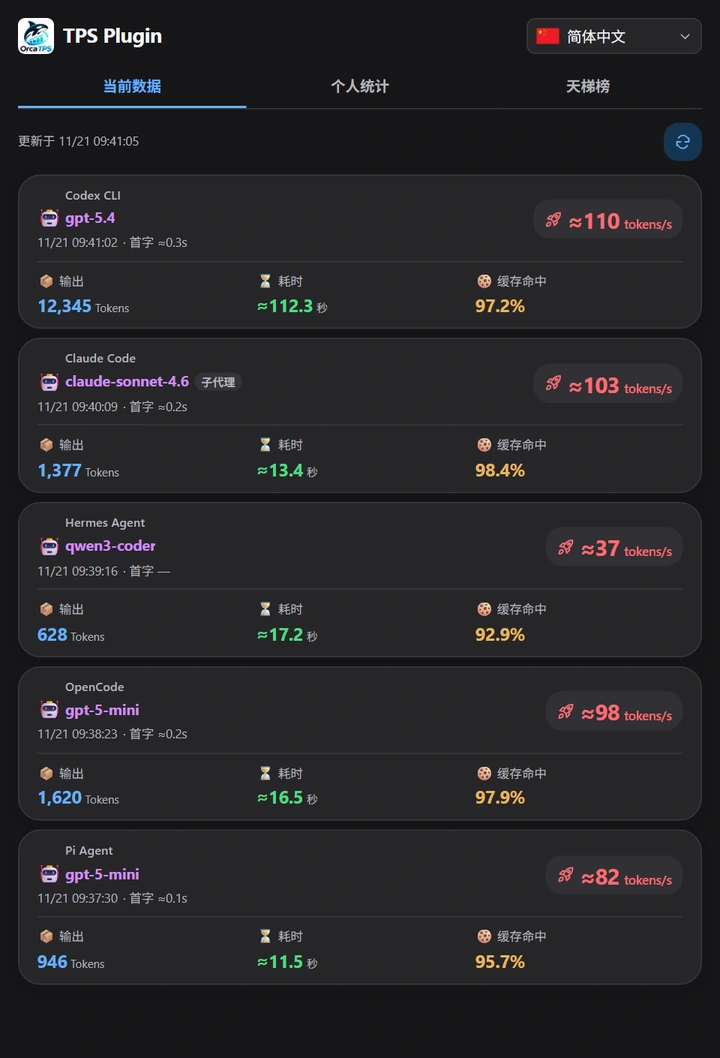 OrcaTPS
TPS Plugin
简体中文
当前数据
个人统计
天梯榜
更新于 11/21 09:41:05
Codex CLI
gpt-5.4
11/21 09:41:02 · 首字 ≈0.3s
≈110 tokens/s
输出
耗时
缓存命中
12,345 Tokens
≈112.3 秒
97.2%
Claude Code
claude-sonnet-4.6 子代理
11/21 09:40:09 · 首字 ≈0.2s
≈103 tokens/s
输出
耗时
缓存命中
1,377 Tokens
≈13.4 秒
98.4%
Hermes Agent
qwen3-coder
11/21 09:39:16 · 首字 —
≈37 tokens/s
输出
耗时
缓存命中
628 Tokens
≈17.2 秒
92.9%
OpenCode
gpt-5-mini
11/21 09:38:23 · 首字 ≈0.2s
≈98 tokens/s
输出
耗时
缓存命中
1,620 Tokens
≈16.5 秒
97.9%
Pi Agent
gpt-5-mini
11/21 09:37:30 · 首字 ≈0.1s
≈82 tokens/s
输出
耗时
缓存命中
946 Tokens
≈11.5 秒
95.7%